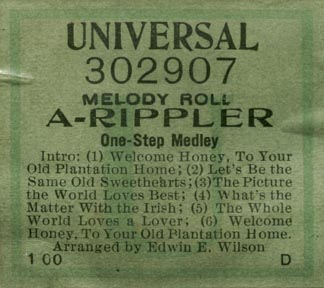 UNIVERSAL
302907
MELODY ROLL
A-RIPPLER
One-Step Medley
Intro: (1) Welcome Honey, To Your
Old Plantation Home; (2) Let's Be the
Same Old Sweethearts; (3) The Picture
the World Loves Best; (4) What's the
Matter With the Irish; (5) The Whole
World Loves a Lover; (6) Welcome
Honey, To Your Old Plantation Home.
Arranged by Edwin E. Wilson
1 00 D